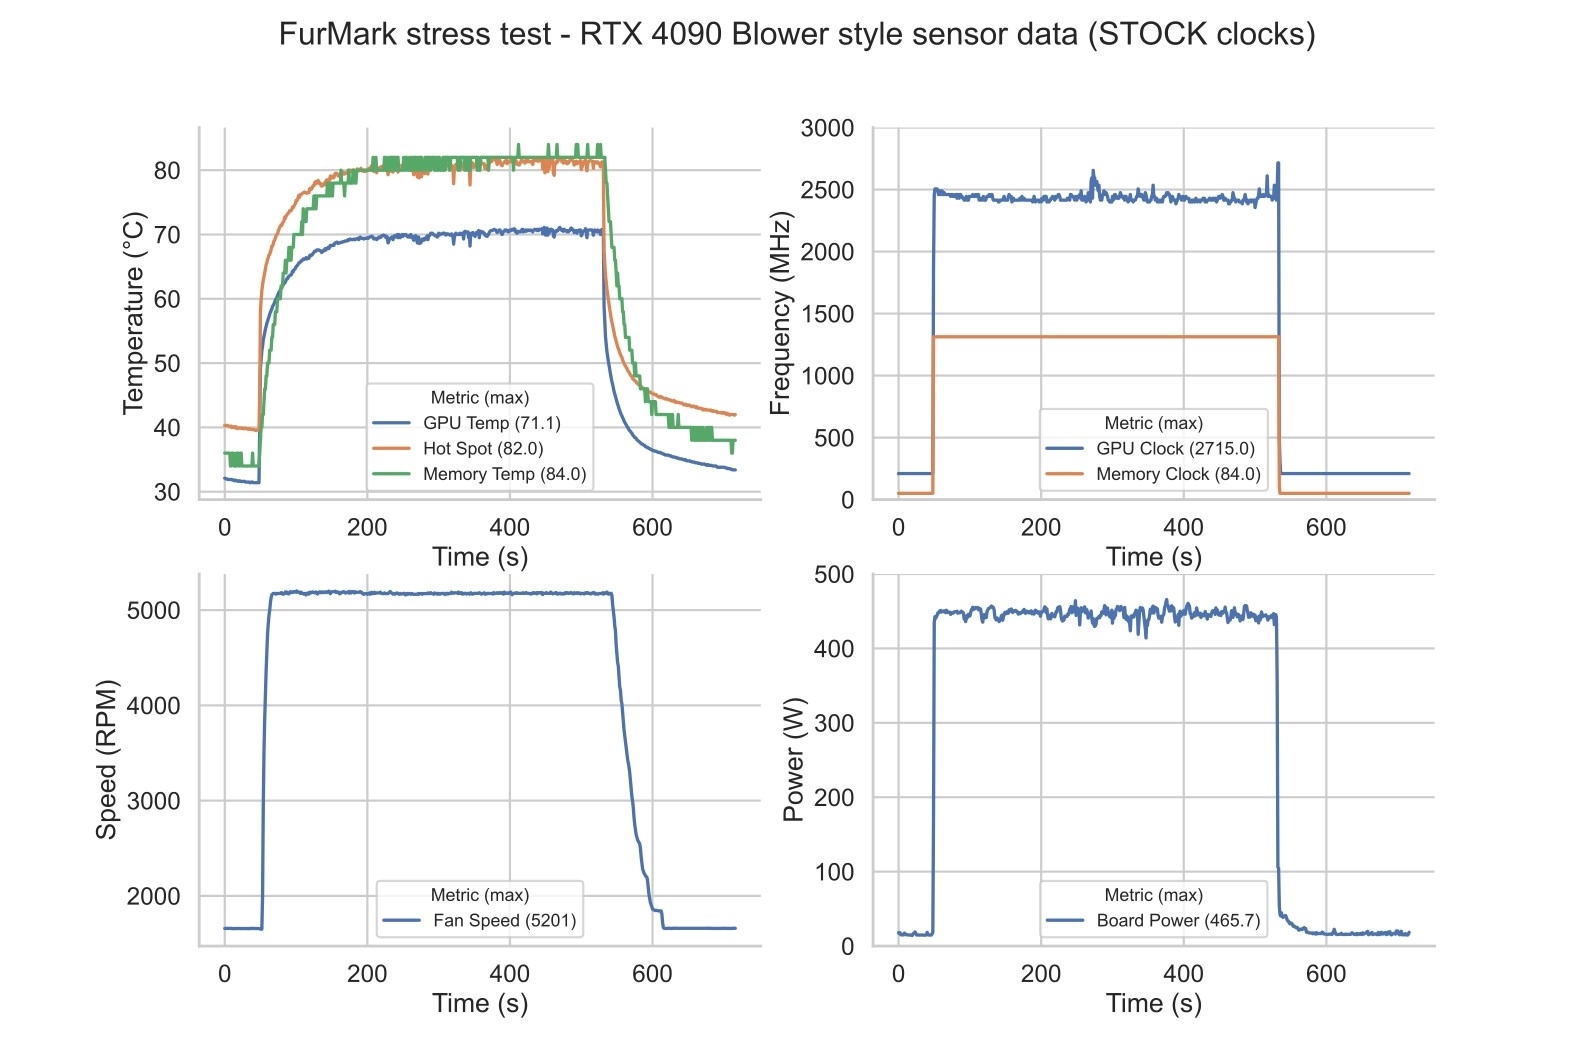 FurMark stress test - RTX 4090 Blower style sensor data (STOCK clocks)
Temperature (°C)
80
70
60
50
40
30
Metric (max)
GPU Temp (71.1)
Hot Spot (82.0)
Memory Temp (84.0)
0 200 400 600
Time (s)
Frequency (MHz)
3000
2500
2000
1500
1000
500
0
Metric (max)
GPU Clock (2715.0)
Memory Clock (84.0)
0 200 400 600
Time (s)
Speed (RPM)
5000
4000
3000
2000
Metric (max)
Fan Speed (5201)
0 200 400 600
Time (s)
Power (W)
500
400
300
200
100
0
Metric (max)
Board Power (465.7)
0 200 400 600
Time (s)